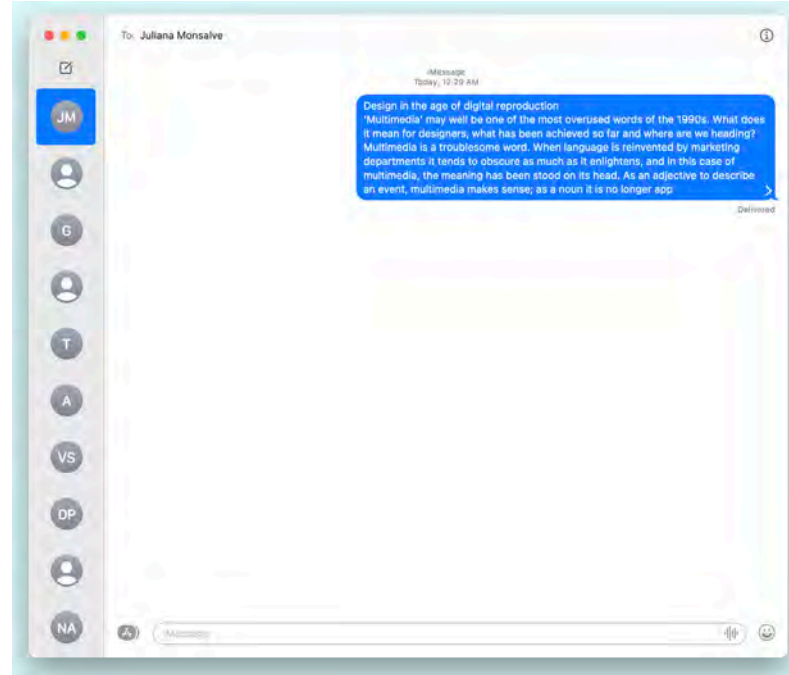 To: Juliana Monsalve
iMessage
Today, 12:29 AM
Design in the age of digital reproduction
'Multimedia' may well be one of the most overused words of the 1990s. What does
it mean for designers, what has been achieved so far and where are we heading?
Multimedia is a troublesome word. When language is reinvented by marketing
departments it tends to obscure as much as it enlightens, and in this case of
multimedia, the meaning has been stood on its head. As an adjective to describe
an event, multimedia makes sense; as a noun it is no longer app
Delivered
JM
G
T
A
VS
DP
NA
iMessage